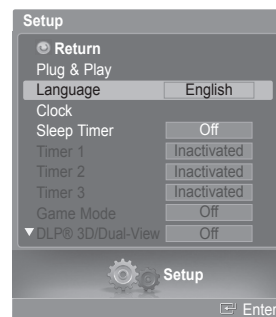 Setup
Return
Plug & Play
Language English
Clock
Sleep Timer Off
Timer 1 Inactivated
Timer 2 Inactivated
Timer 3 Inactivated
Game Mode Off
▼DLP® 3D/Dual-View Off
Setup
Enter